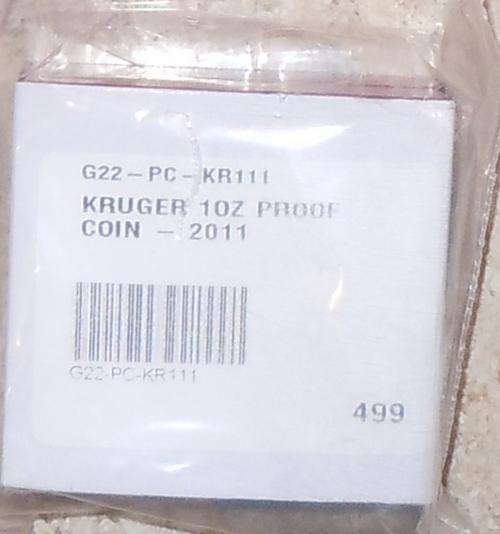 G22-PC-KR111
KRUGER 1OZ PROOF
COIN - 2011
G22-PC-KR111
499